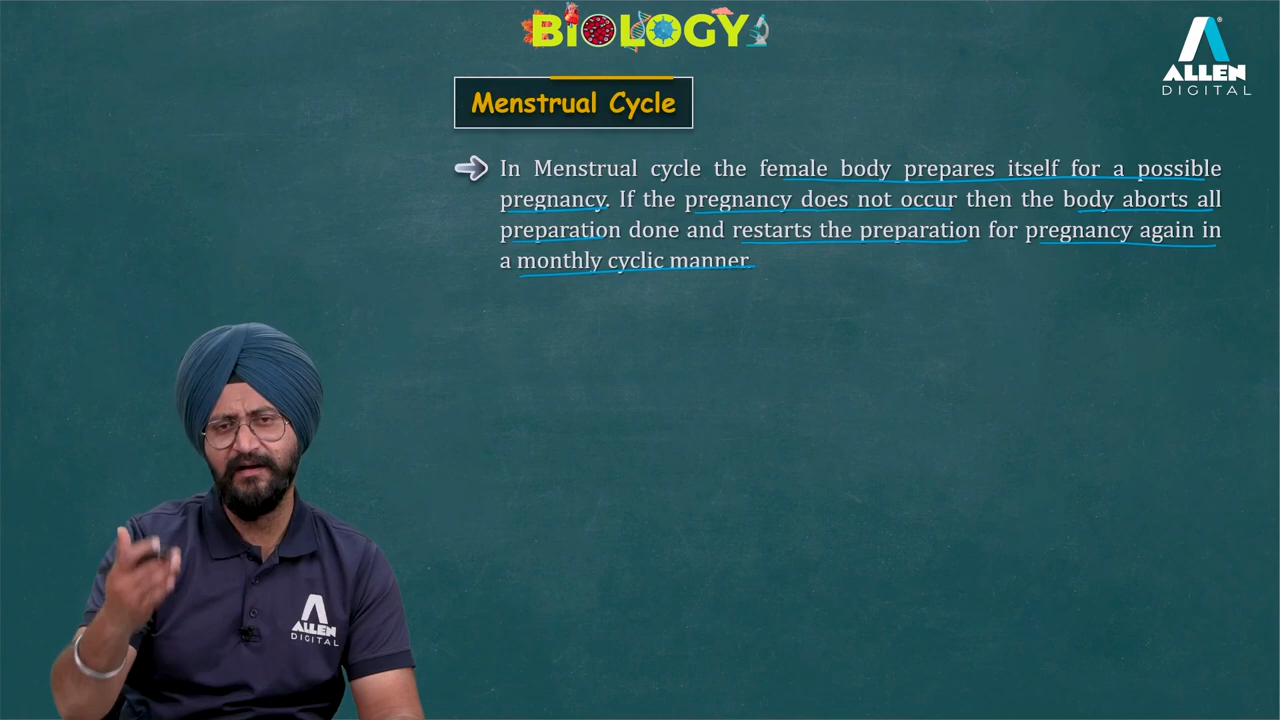 BIOLOGY
ALLEN
DIGITAL
Menstrual Cycle
In Menstrual cycle the female body prepares itself for a possible
pregnancy. If the pregnancy does not occur then the body aborts all
preparation done and restarts the preparation for pregnancy again in
a monthly cyclic manner.
ALLEN
DIGITAL